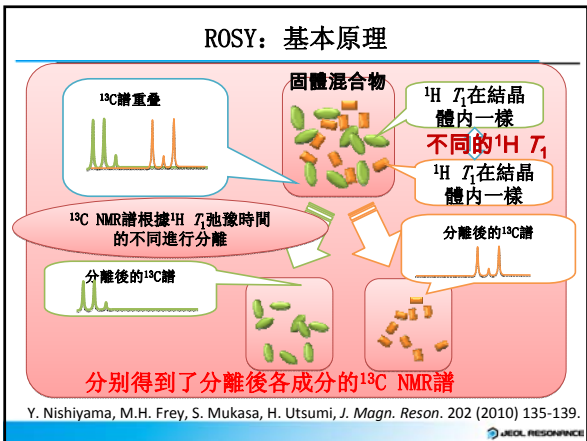 ROSY：基本原理
固體混合物
¹³C譜重叠
¹H T₁在結晶
體内一樣
不同的¹H T₁
¹H T₁在結晶
體内一樣
¹³C NMR譜根據¹H T₁弛豫時間
的不同進行分離
分離後的¹³C譜
分離後的¹³C譜
分别得到了分離後各成分的¹³C NMR譜
Y. Nishiyama, M.H. Frey, S. Mukasa, H. Utsumi, J. Magn. Reson. 202 (2010) 135-139.
JEOL RESONANCE